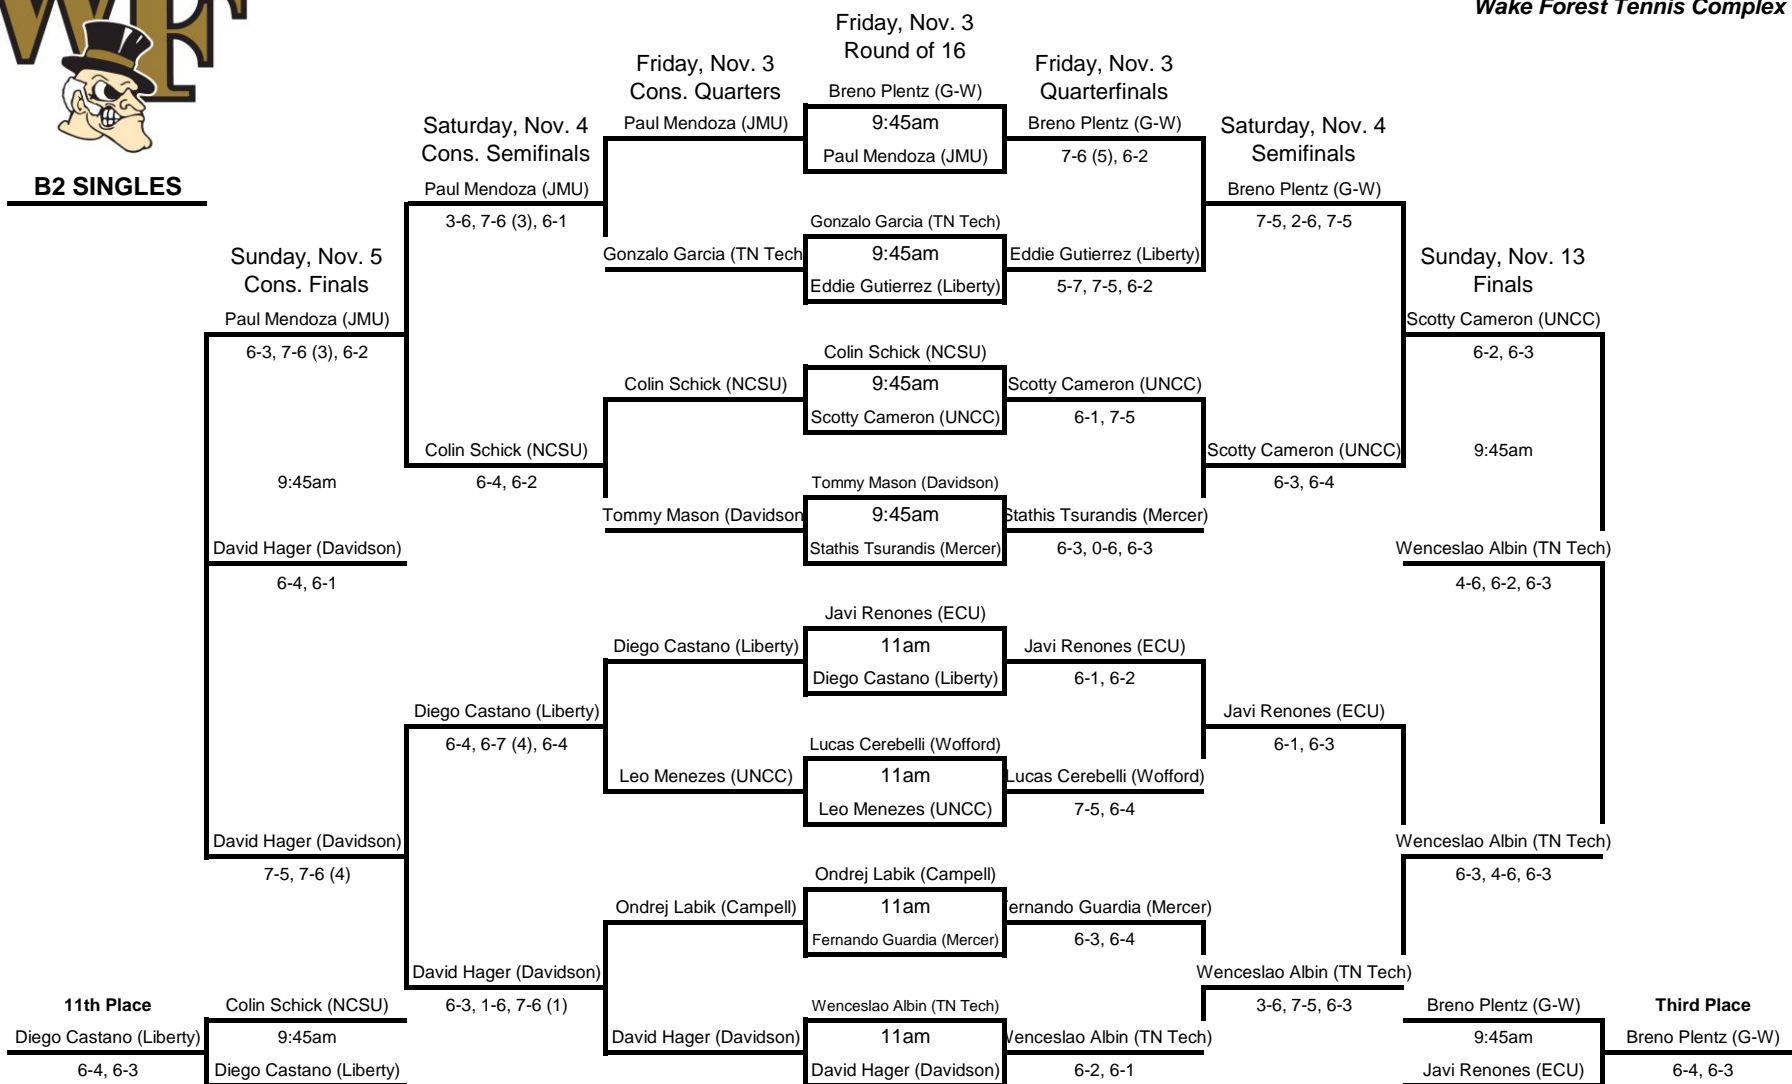 WF
Wake Forest Tennis Complex
B2 SINGLES
Sunday, Nov. 5
Cons. Finals
Paul Mendoza (JMU)
6-3, 7-6 (3), 6-2
9:45am
David Hager (Davidson)
6-4, 6-1
David Hager (Davidson)
7-5, 7-6 (4)
11th Place
Diego Castano (Liberty)
6-4, 6-3
Colin Schick (NCSU)
9:45am
Diego Castano (Liberty)
Saturday, Nov. 4
Cons. Semifinals
Paul Mendoza (JMU)
3-6, 7-6 (3), 6-1
Colin Schick (NCSU)
6-4, 6-2
Diego Castano (Liberty)
6-4, 6-7 (4), 6-4
David Hager (Davidson)
6-3, 1-6, 7-6 (1)
Friday, Nov. 3
Cons. Quarters
Paul Mendoza (JMU)
Gonzalo Garcia (TN Tech
Colin Schick (NCSU)
Tommy Mason (Davidson
Diego Castano (Liberty)
Leo Menezes (UNCC)
Ondrej Labik (Campell)
David Hager (Davidson)
Friday, Nov. 3
Round of 16
Breno Plentz (G-W)
9:45am
Paul Mendoza (JMU)
Gonzalo Garcia (TN Tech)
9:45am
Eddie Gutierrez (Liberty)
Colin Schick (NCSU)
9:45am
Scotty Cameron (UNCC)
Tommy Mason (Davidson)
9:45am
Stathis Tsurandis (Mercer)
Javi Renones (ECU)
11am
Diego Castano (Liberty)
Lucas Cerebelli (Wofford)
11am
Leo Menezes (UNCC)
Ondrej Labik (Campell)
11am
Fernando Guardia (Mercer)
Wenceslao Albin (TN Tech)
11am
David Hager (Davidson)
Friday, Nov. 3
Quarterfinals
Breno Plentz (G-W)
7-6 (5), 6-2
Eddie Gutierrez (Liberty)
5-7, 7-5, 6-2
Scotty Cameron (UNCC)
6-1, 7-5
Stathis Tsurandis (Mercer)
6-3, 0-6, 6-3
Javi Renones (ECU)
6-1, 6-2
Lucas Cerebelli (Wofford)
7-5, 6-4
ernando Guardia (Mercer)
6-3, 6-4
Wenceslao Albin (TN Tech)
6-2, 6-1
Saturday, Nov. 4
Semifinals
Breno Plentz (G-W)
7-5, 2-6, 7-5
Scotty Cameron (UNCC)
6-3, 6-4
Javi Renones (ECU)
6-1, 6-3
Wenceslao Albin (TN Tech)
3-6, 7-5, 6-3
Sunday, Nov. 13
Finals
Scotty Cameron (UNCC)
6-2, 6-3
9:45am
Wenceslao Albin (TN Tech)
4-6, 6-2, 6-3
Wenceslao Albin (TN Tech)
6-3, 4-6, 6-3
Breno Plentz (G-W)
9:45am
Javi Renones (ECU)
Third Place
Breno Plentz (G-W)
6-4, 6-3